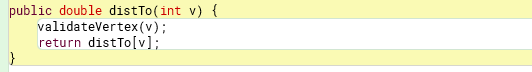 public double distTo(int v) {
    validateVertex(v);
    return distTo[v];
}